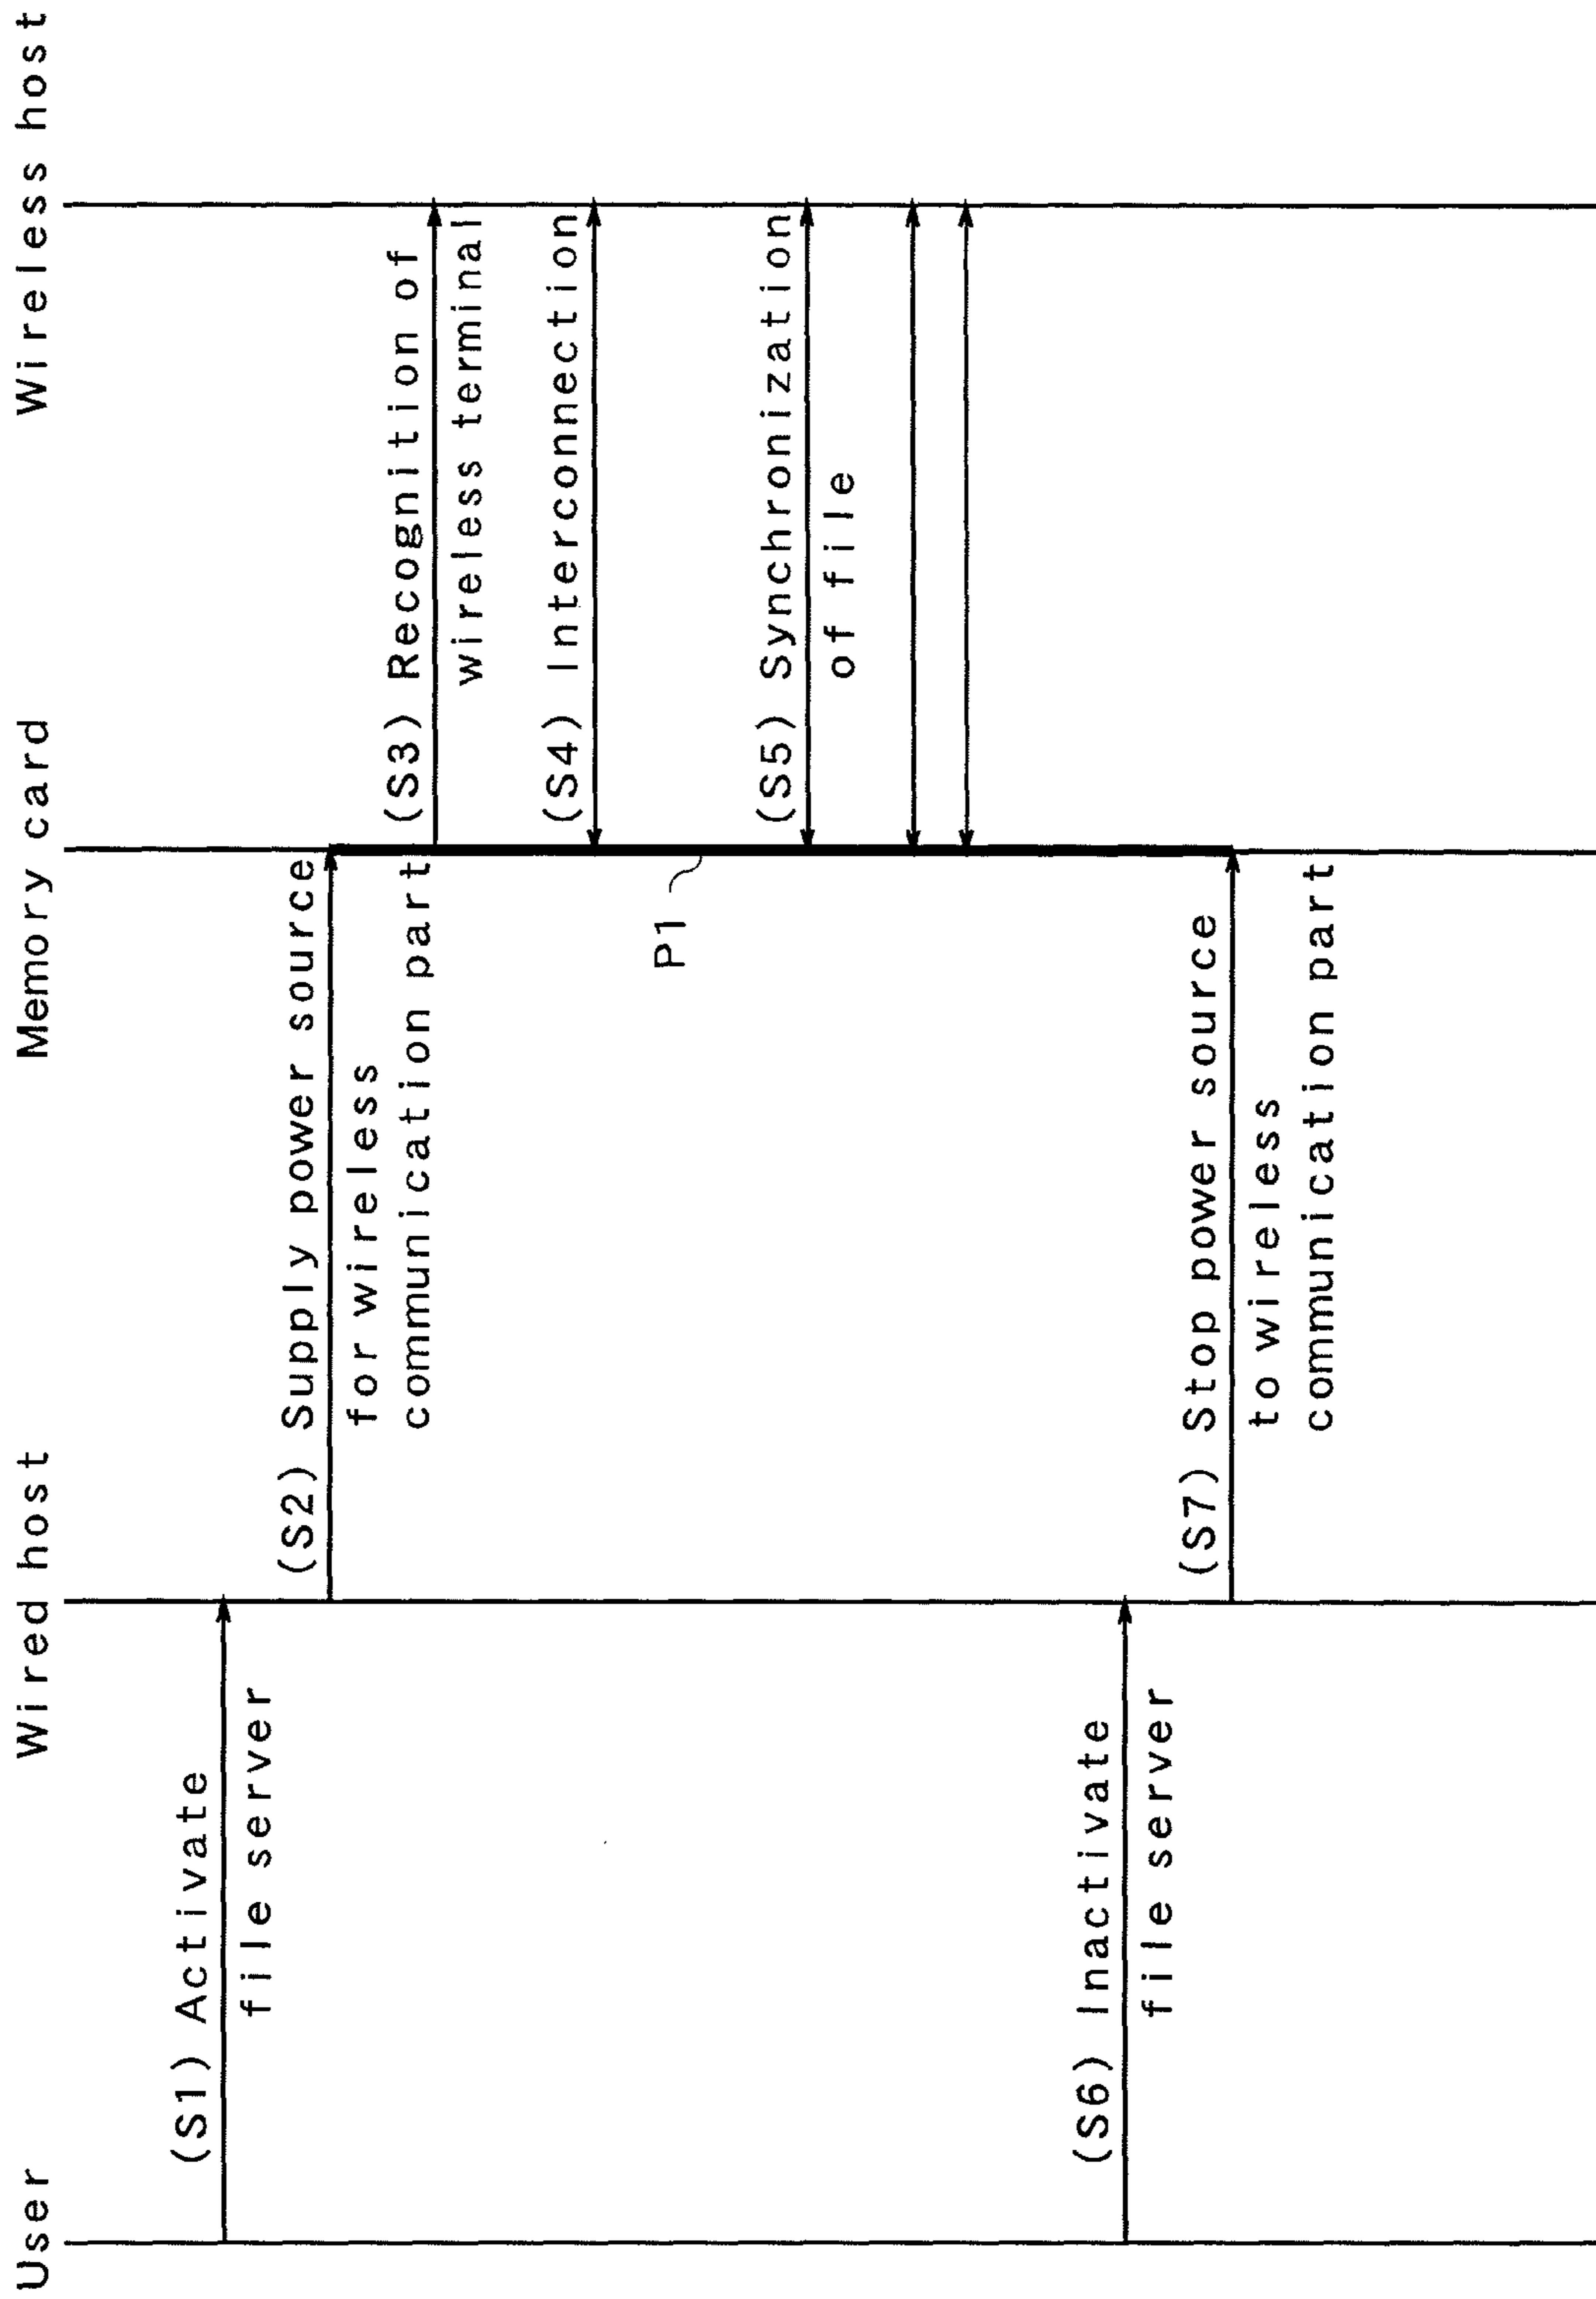 User
Wired host
Memory card
Wireless host
(S1) Activate
file server
(S2) Supply power source
for wireless
communication part
(S3) Recognition of
wireless terminal
(S4) Interconnection
P1
(S5) Synchronization
of file
(S6) Inactivate
file server
(S7) Stop power source
to wireless
communication part